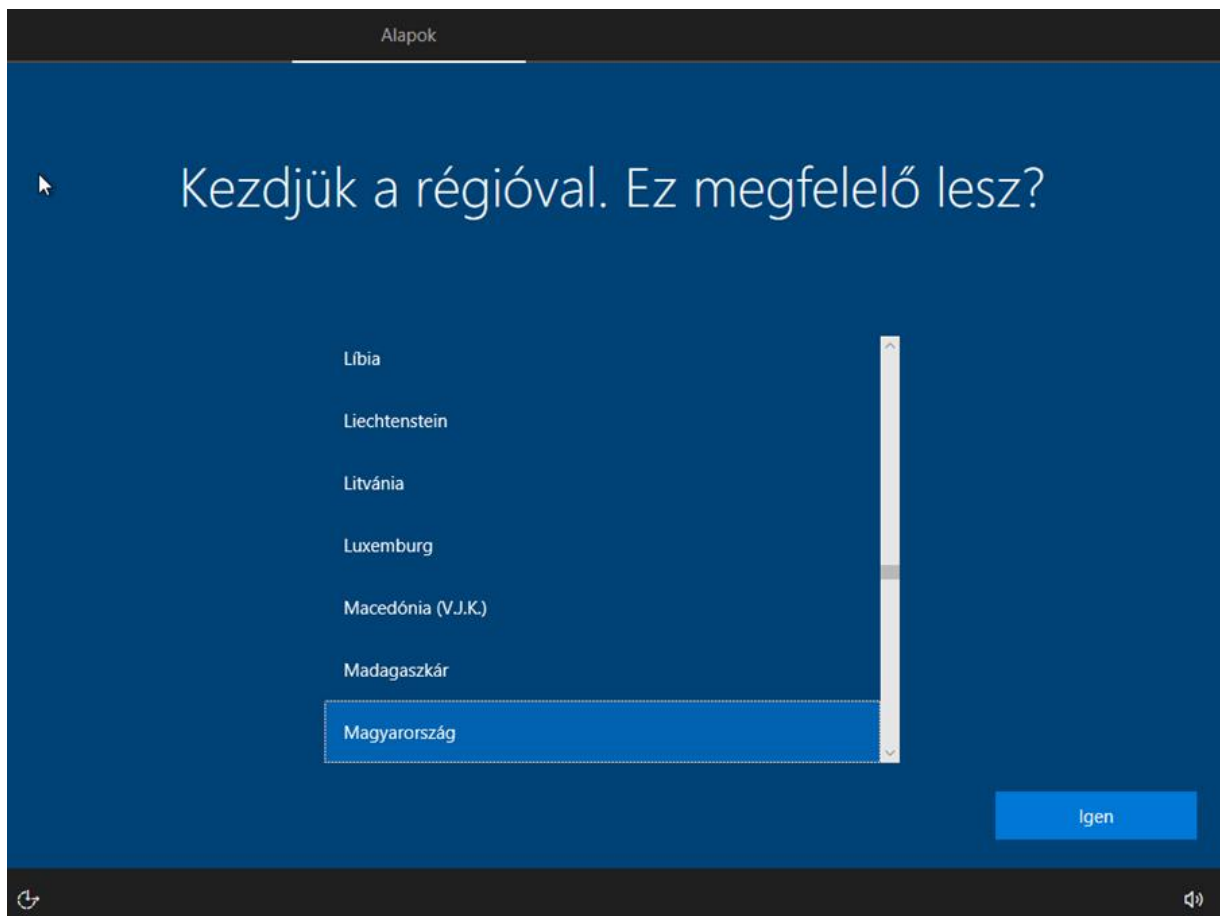 Alapok
Kezdjük a régióval. Ez megfelelő lesz?
Líbia
Liechtenstein
Litvánia
Luxemburg
Macedónia (V.J.K.)
Madagaszkár
Magyarország
Igen